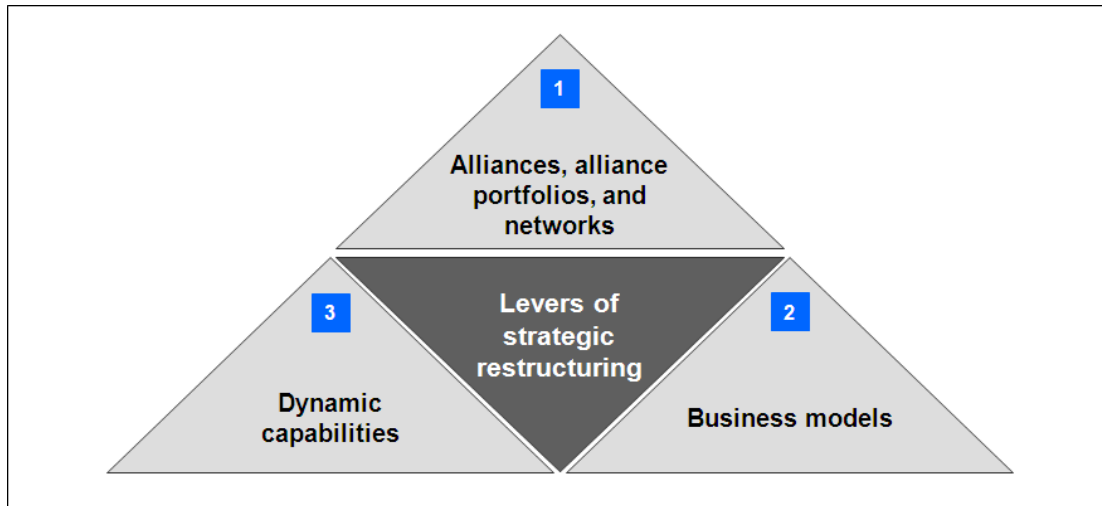 1
Alliances, alliance
portfolios, and
networks
Levers of
strategic
restructuring
3
Dynamic
capabilities
2
Business models